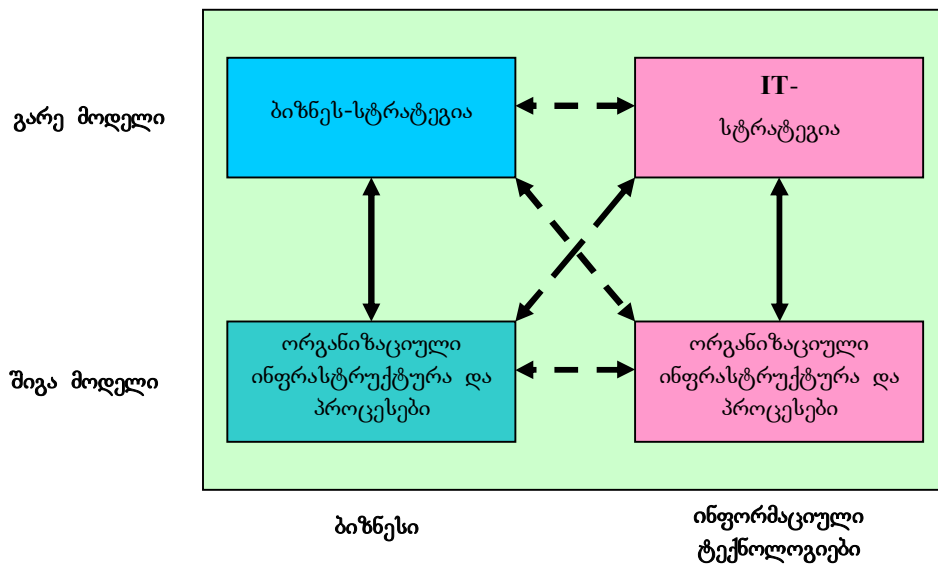 გარე მოდელი
ბიზნეს-სტრატეგია
IT-
სტრატეგია
შიგა მოდელი
ორგანიზაციული
ინფრასტრუქტურა და
პროცესები
ორგანიზაციული
ინფრასტრუქტურა და
პროცესები
ბიზნესი
ინფორმაციული
ტექნოლოგიები